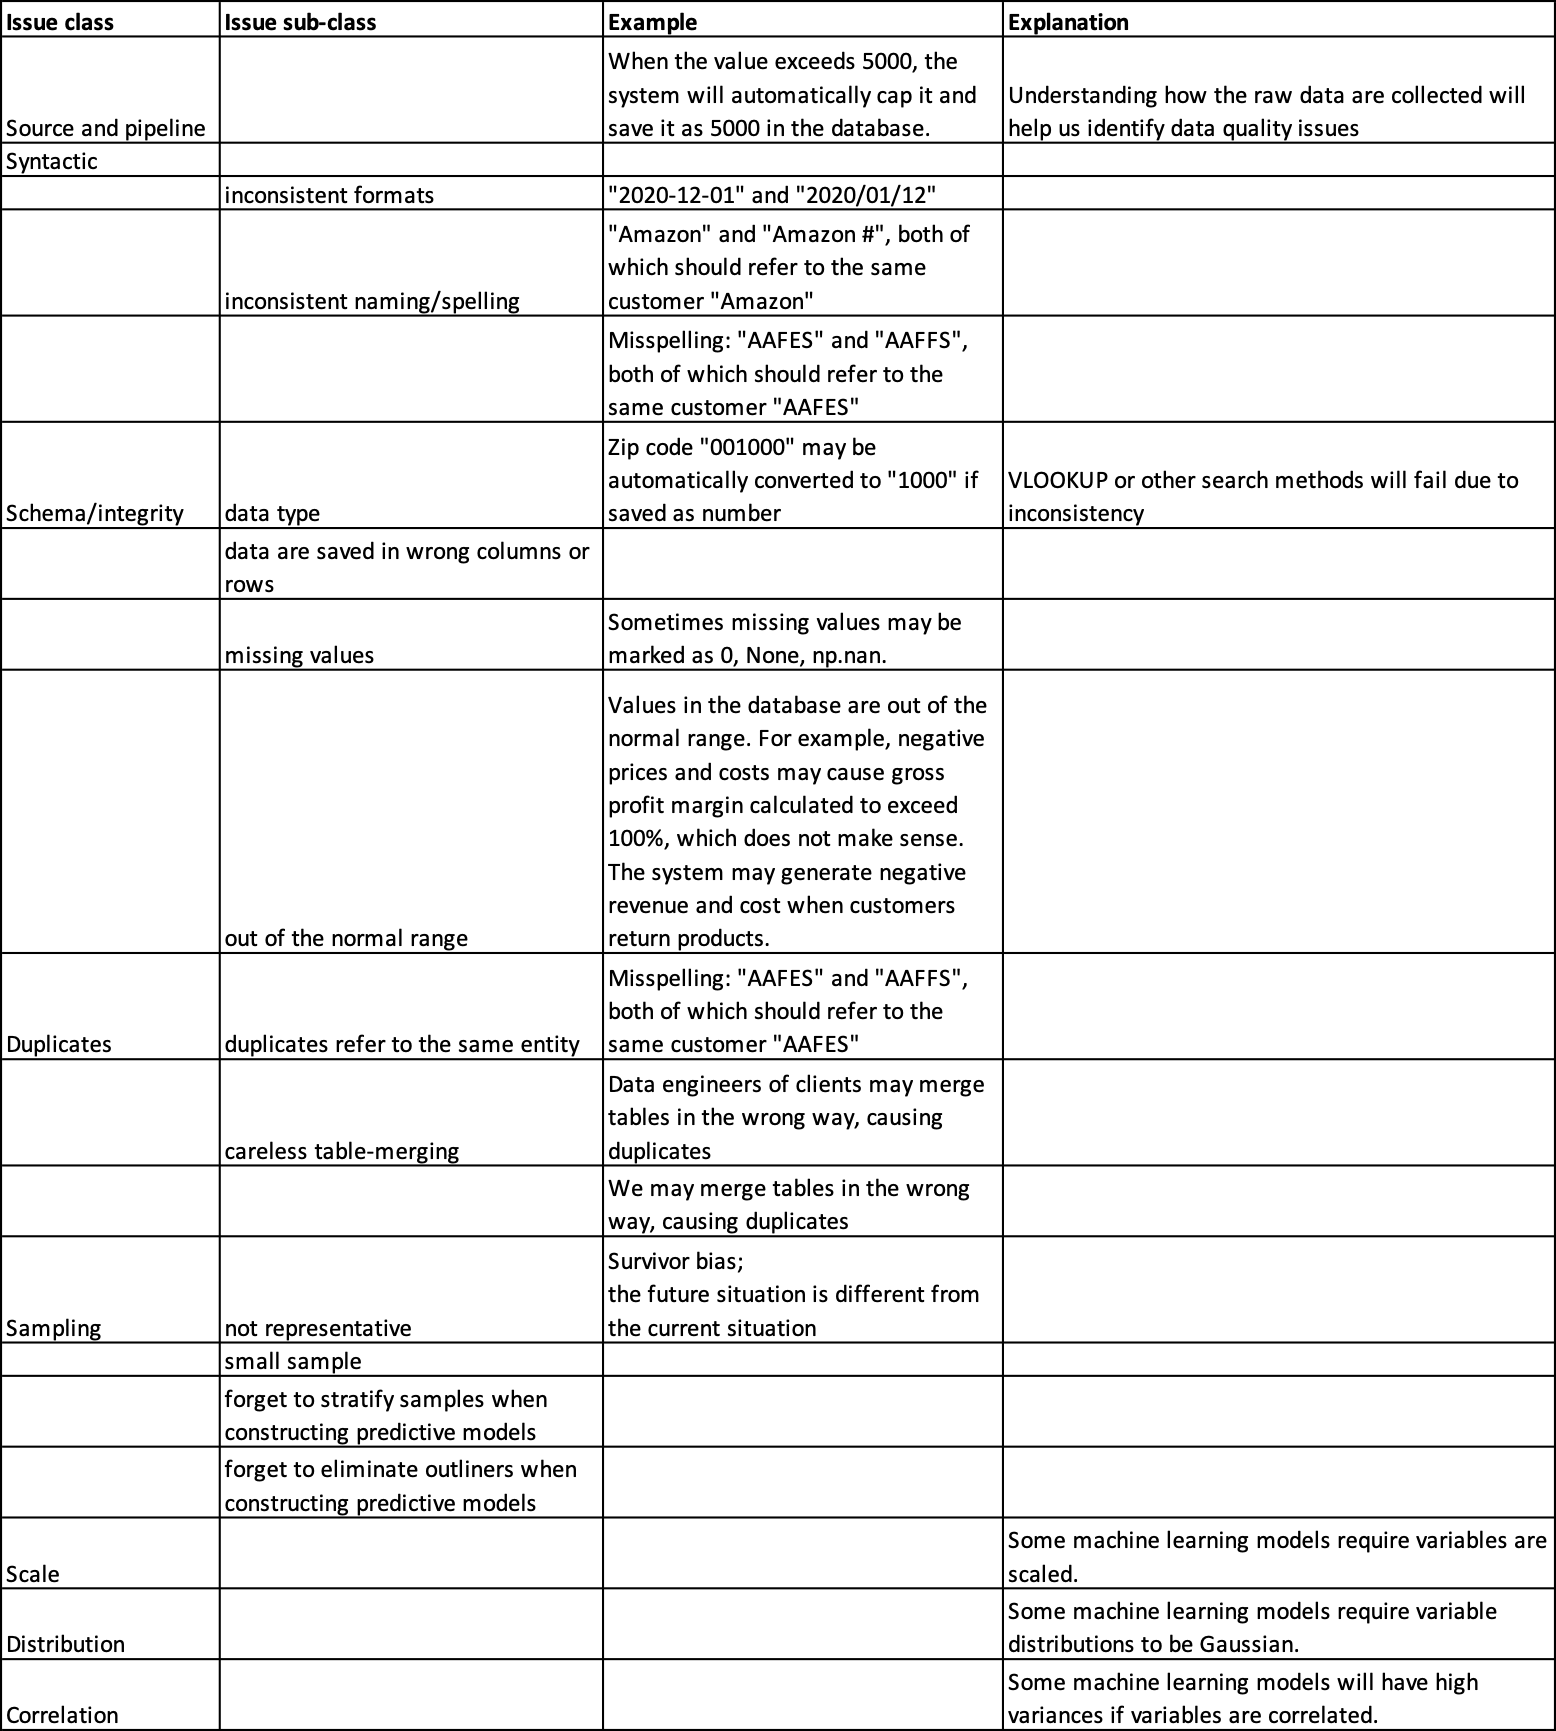 Issue class
Issue sub-class
Example
Explanation
Source and pipeline
When the value exceeds 5000, the
system will automatically cap it and
save it as 5000 in the database.
Understanding how the raw data are collected will
help us identify data quality issues
Syntactic
inconsistent formats
"2020-12-01" and "2020/01/12"
inconsistent naming/spelling
"Amazon" and "Amazon #", both of
which should refer to the same
customer "Amazon"
Misspelling: "AAFES" and "AAFFS",
both of which should refer to the
same customer "AAFES"
Schema/integrity
data type
Zip code "001000" may be
automatically converted to "1000" if
saved as number
VLOOKUP or other search methods will fail due to
inconsistency
data are saved in wrong columns or
rows
missing values
Sometimes missing values may be
marked as 0, None, np.nan.
out of the normal range
Values in the database are out of the
normal range. For example, negative
prices and costs may cause gross
profit margin calculated to exceed
100%, which does not make sense.
The system may generate negative
revenue and cost when customers
return products.
Duplicates
duplicates refer to the same entity
Misspelling: "AAFES" and "AAFFS",
both of which should refer to the
same customer "AAFES"
careless table-merging
Data engineers of clients may merge
tables in the wrong way, causing
duplicates
We may merge tables in the wrong
way, causing duplicates
Sampling
not representative
Survivor bias;
the future situation is different from
the current situation
small sample
forget to stratify samples when
constructing predictive models
forget to eliminate outliners when
constructing predictive models
Scale
Some machine learning models require variables are
scaled.
Distribution
Some machine learning models require variable
distributions to be Gaussian.
Correlation
Some machine learning models will have high
variances if variables are correlated.